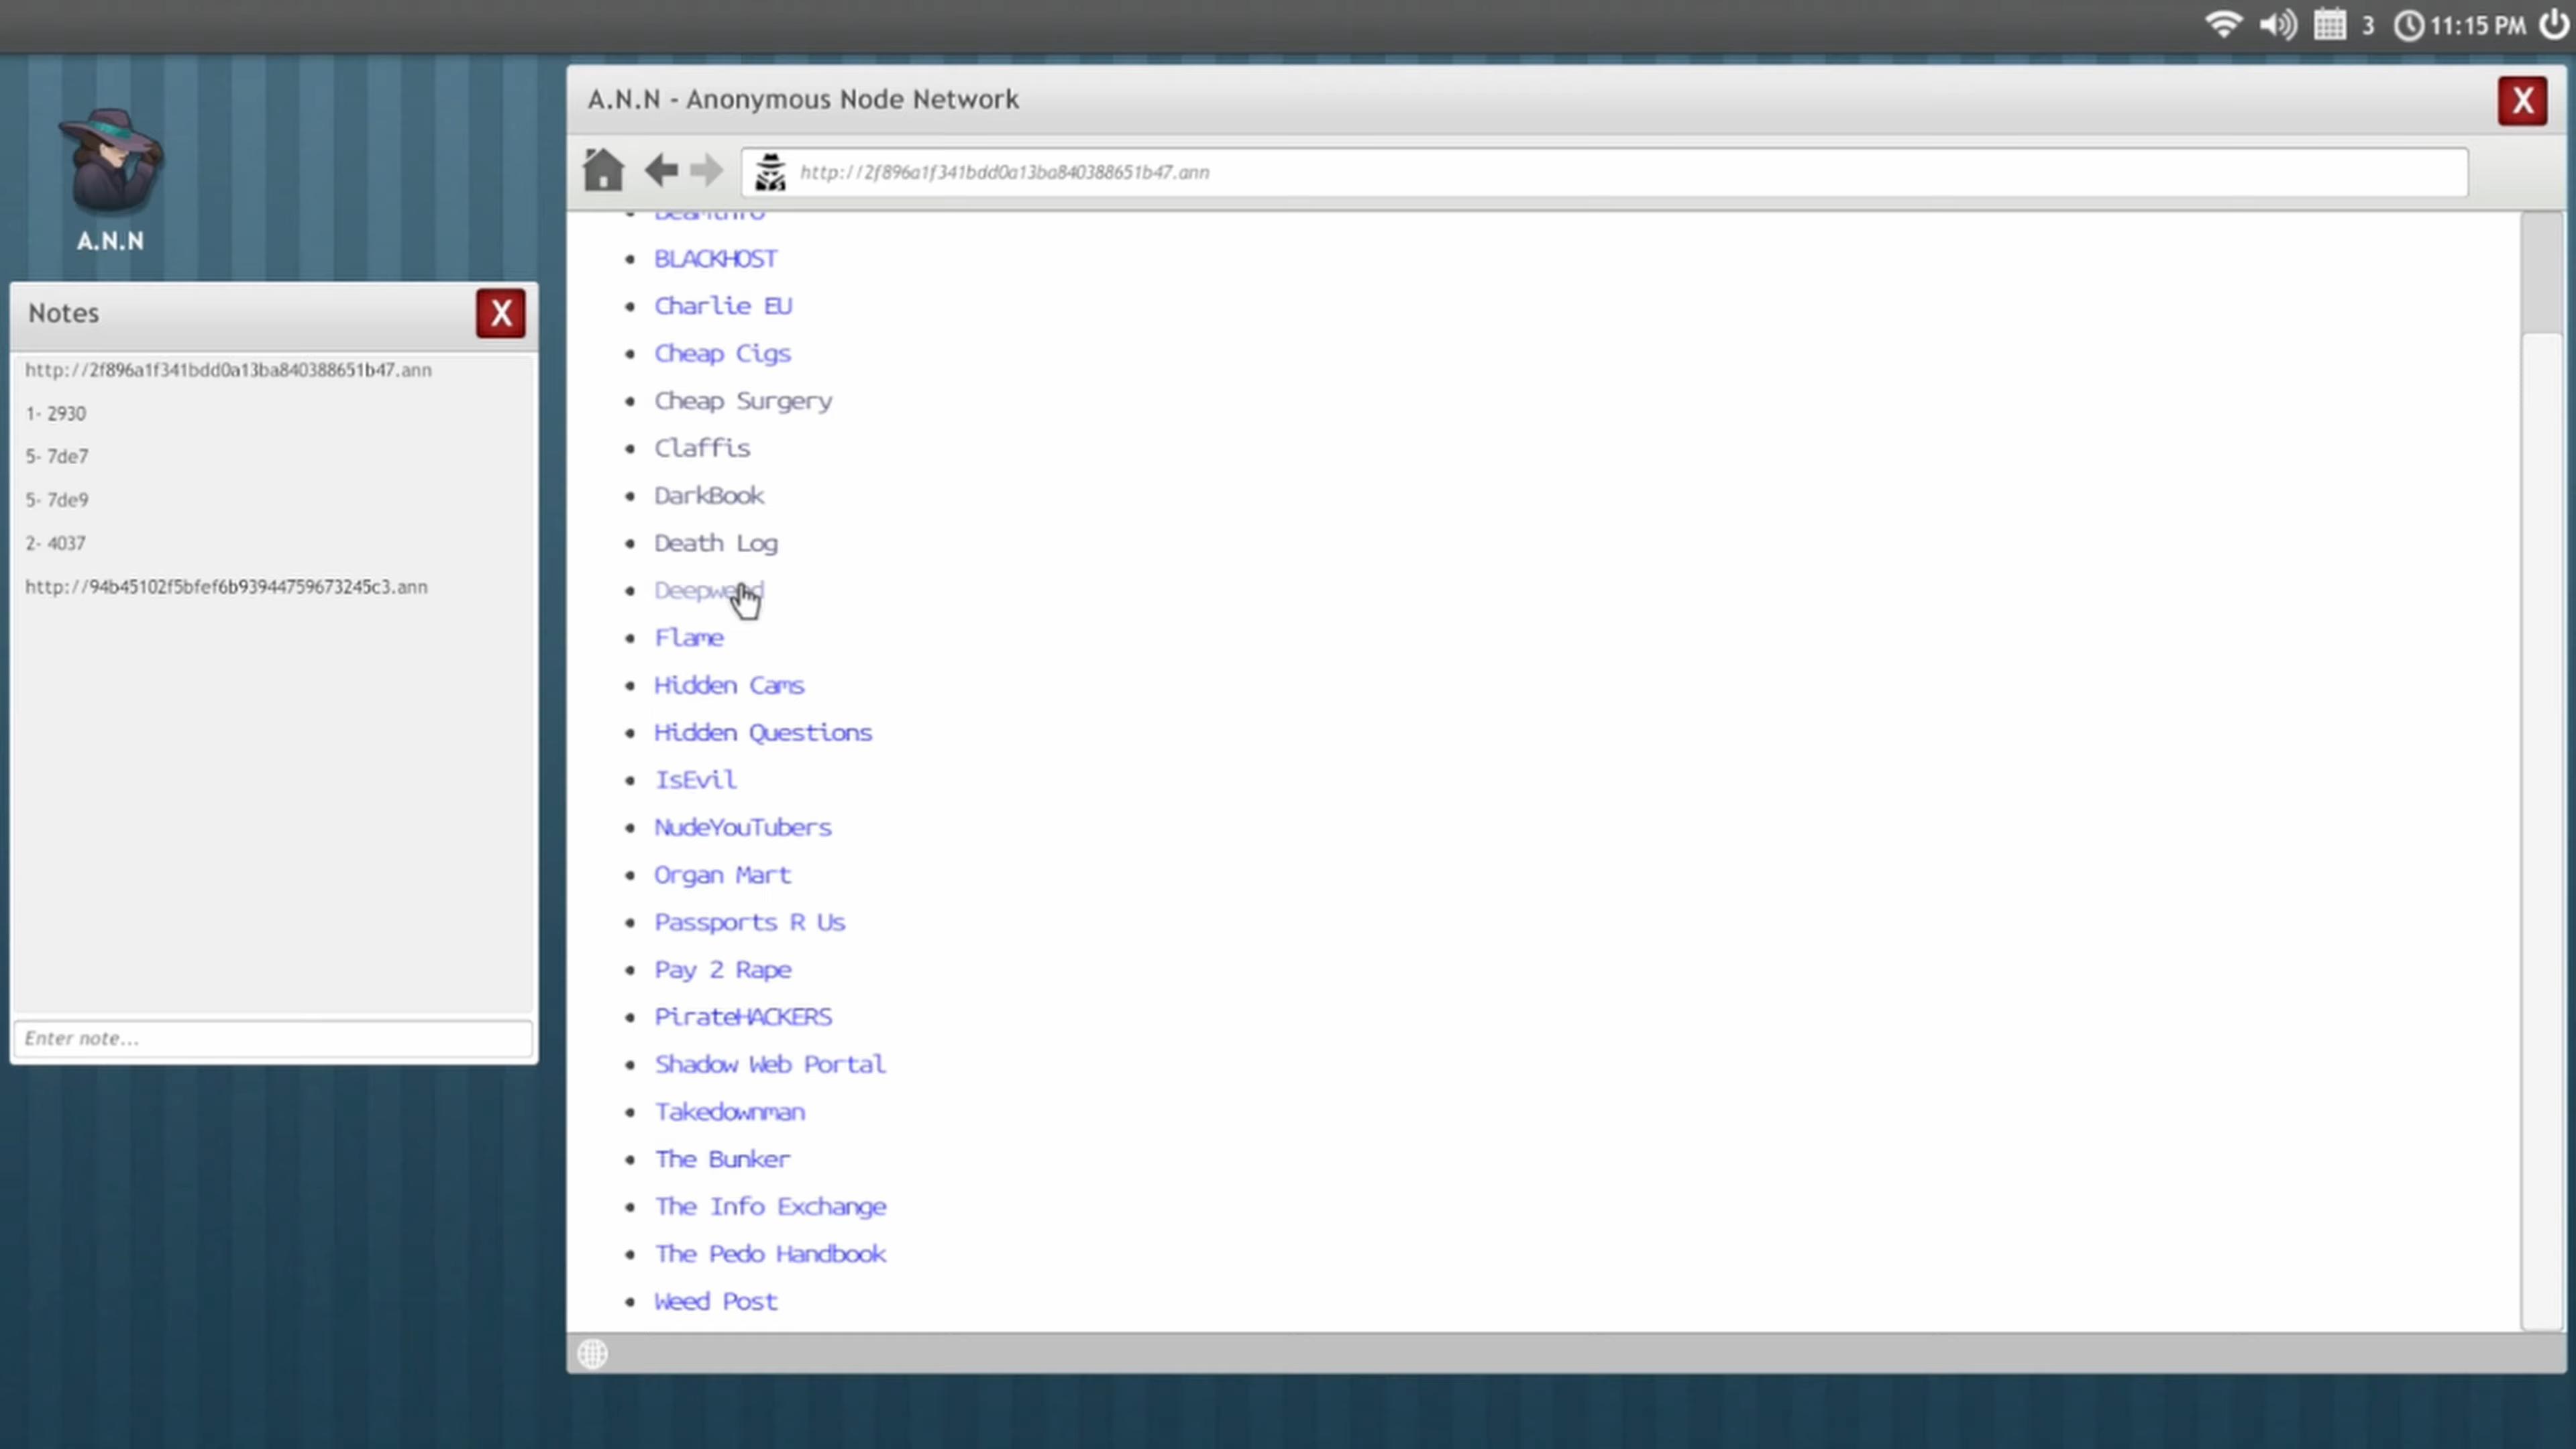 3 11:15 PM
A.N.N
Notes
X
http://2f896a1f341bdd0a13ba840388651b47.ann
1- 2930
5- 7de7
5- 7de9
2- 4037
http://94b45102f5bfef6b93944759673245c3.ann
Enter note...
A.N.N - Anonymous Node Network
X
http://2f896a1f341bdd0a13ba840388651b47.ann
BLACKHOST
Charlie EU
Cheap Cigs
Cheap Surgery
Claffis
DarkBook
Death Log
Flame
Hidden Cams
Hidden Questions
IsEvil
NudeYouTubers
Organ Mart
Passports R Us
Pay 2 Rape
PirateHACKERS
Shadow Web Portal
Takedownman
The Bunker
The Info Exchange
The Pedo Handbook
Weed Post